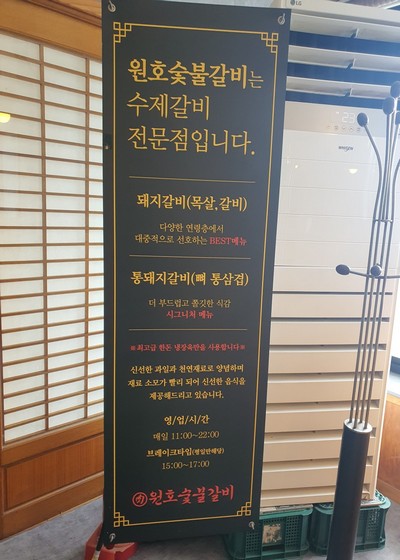 원호숯불갈비는
수제갈비
전문점입니다.
돼지갈비(목살,갈비)
다양한 연령층에서
대중적으로 선호하는 BEST메뉴
통돼지갈비(뼈 통삼겹)
더 부드럽고 쫄깃한 식감
시그니처 메뉴
※최고급 한돈 냉장육만을 사용합니다※
신선한 과일과 천연재료로 양념하며
재료 소모가 빨리 되어 신선한 음식을
제공해드리고 있습니다.
영/업/시/간
매일 11:00~22:00
브레이크타임(평일만해당)
15:00~17:00
원호숯불갈비
LG